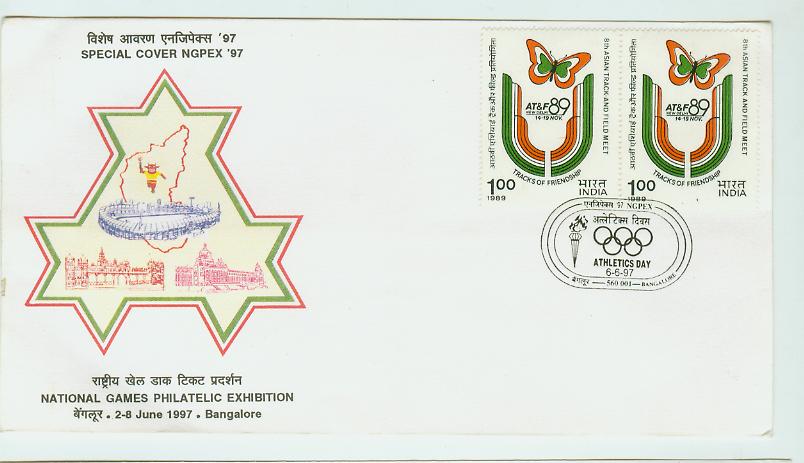 विशेष आवरण एनजिपेक्स '97
SPECIAL COVER NGPEX '97
राष्ट्रीय खेल डाक टिकट प्रदर्शन
NATIONAL GAMES PHILATELIC EXHIBITION
बेंगलूर • 2-8 June 1997 • Bangalore
आठवीं एशियाई ट्रैक और फील्ड प्रतियोगिता
8th ASIAN TRACK AND FIELD MEET
AT&F 89
NEW DELHI
14-19 NOV.
TRACKS OF FRIENDSHIP
1.00 भारत
1989 INDIA
आठवीं एशियाई ट्रैक और फील्ड प्रतियोगिता
8th ASIAN TRACK AND FIELD MEET
AT&F 89
NEW DELHI
14-19 NOV.
TRACKS OF FRIENDSHIP
1.00 भारत
1989 INDIA
एनजिपेक्स 97 NGPEX
अत्लेटिक्स दिवस
ATHLETICS DAY
6-6-97
बेंगलूर — 560 001 — BANGALORE